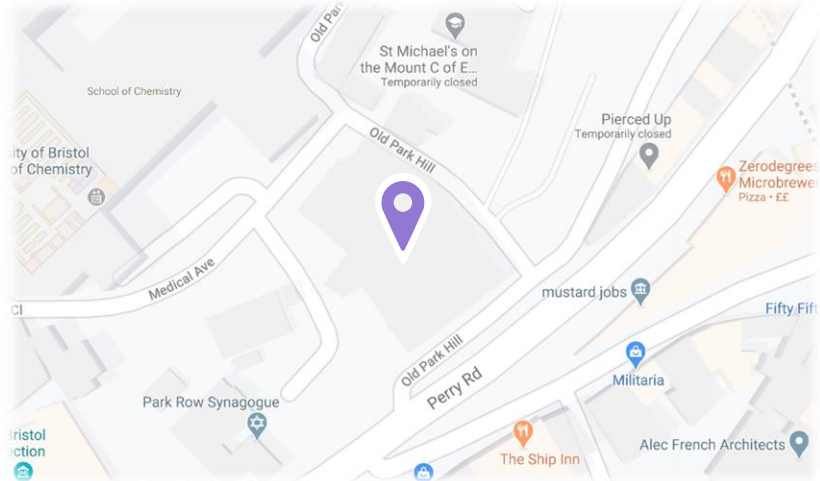 Old Par
St Michael's on
the Mount C of E...
Temporarily closed
School of Chemistry
Pierced Up
Temporarily closed
Old Park Hill
sity of Bristol
of Chemistry
Zerodegrees
Microbrewe
Pizza • ££
Medical Ave
Cl
mustard jobs
Fifty Fift
Old Park Hill
Perry Rd
Militaria
Park Row Synagogue
Bristol
ection
The Ship Inn
Alec French Architects